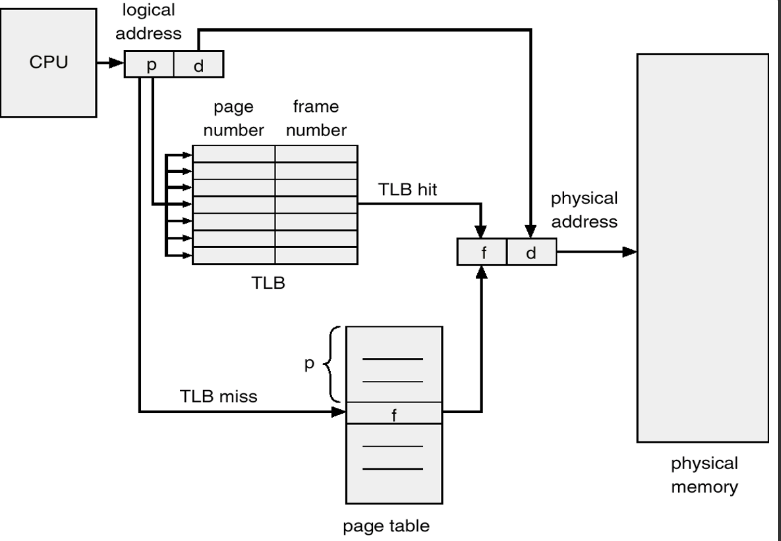 logical
address
CPU
p
d
page
number
frame
number
TLB hit
physical
address
f
d
TLB
p
TLB miss
f
physical
memory
page table